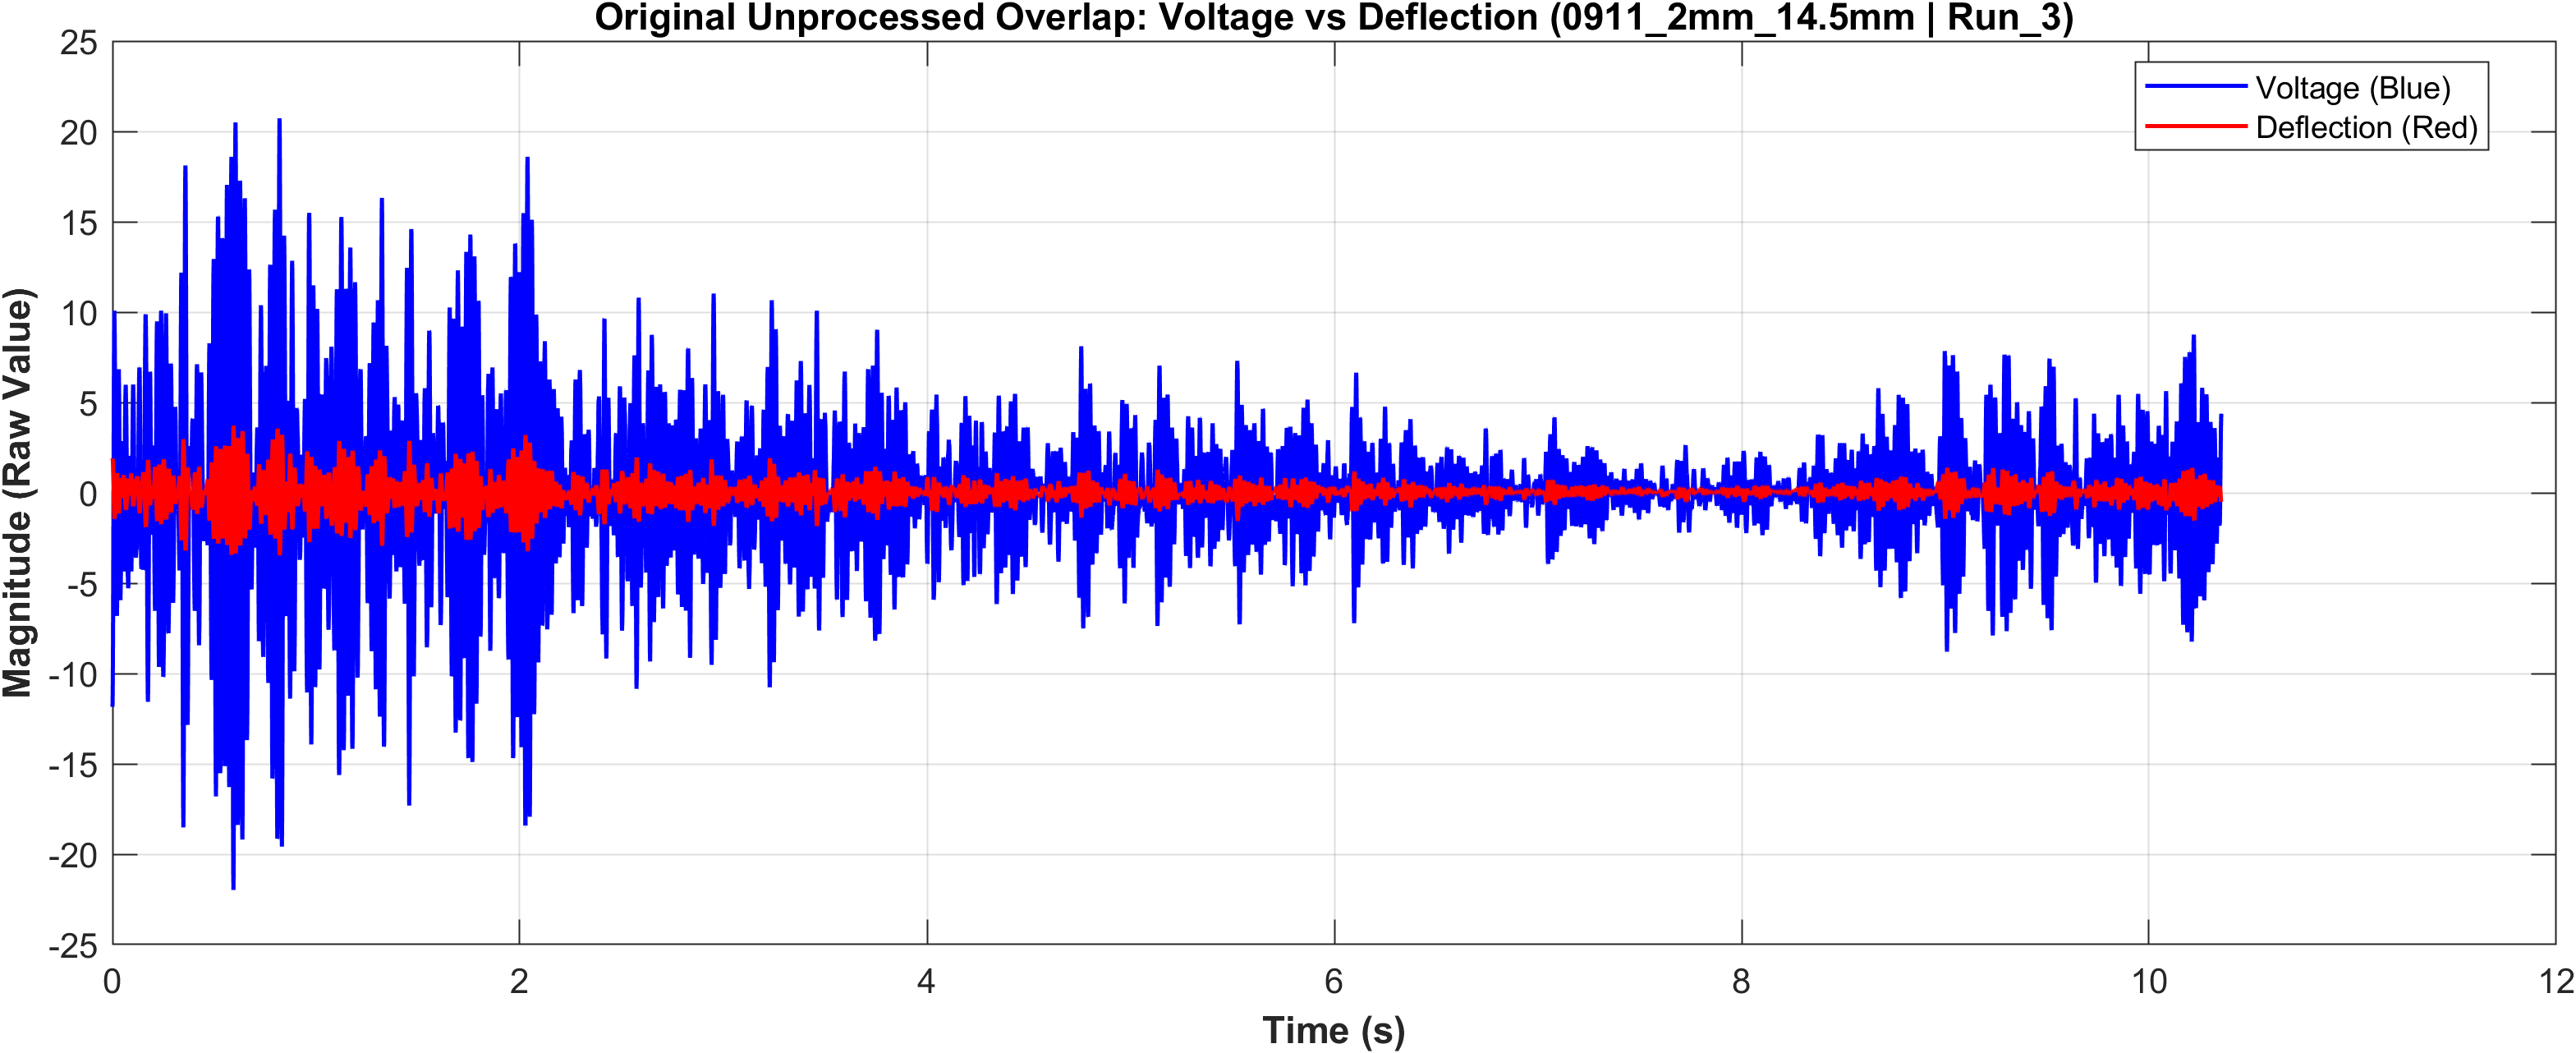 Original Unprocessed Overlap: Voltage vs Deflection (0911_2mm_14.5mm | Run_3)
Voltage (Blue)
Deflection (Red)
Magnitude (Raw Value)
25
20
15
10
5
0
-5
-10
-15
-20
-25
0 2 4 6 8 10 12
Time (s)